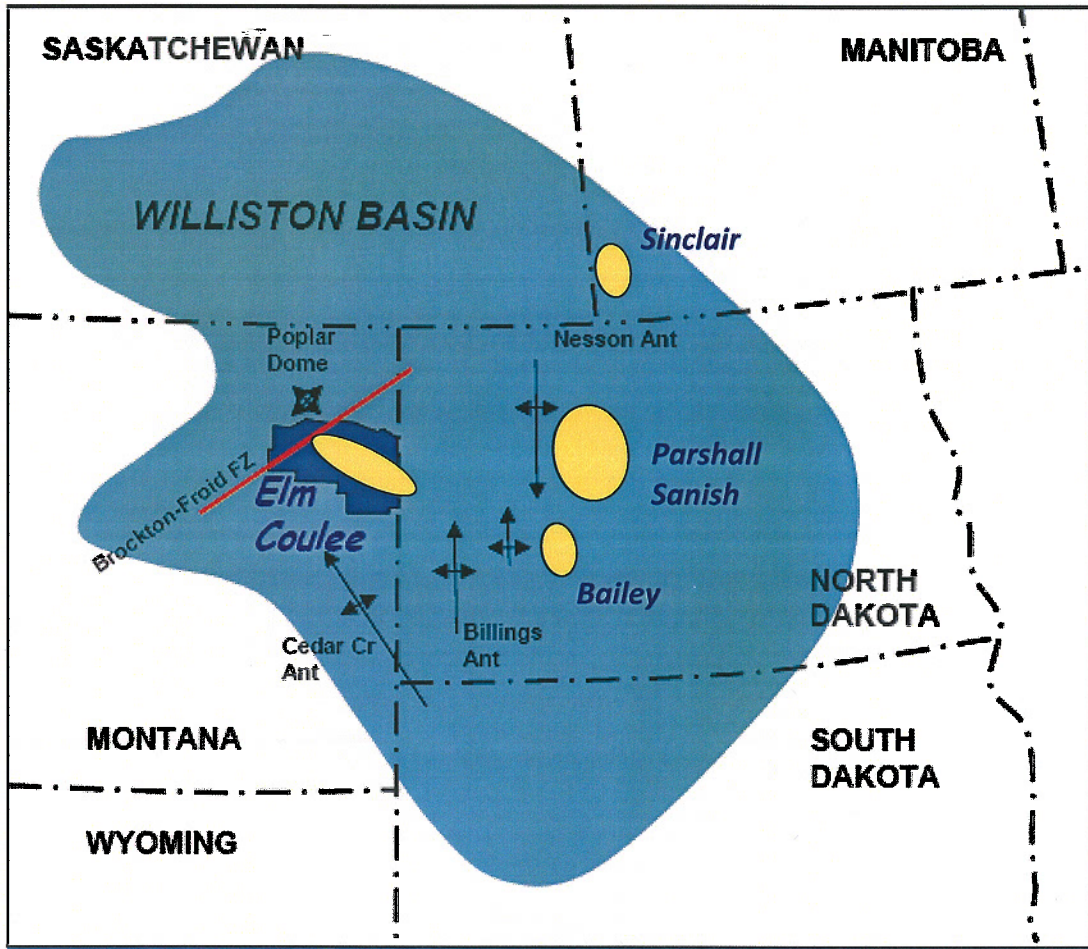 SASKATCHEWAN
MANITOBA
WILLISTON BASIN
Sinclair
Poplar
Dome
Nesson Ant
Brockton-Froid FZ
Elm
Coulee
Parshall
Sanish
Bailey
NORTH
DAKOTA
Cedar Cr
Ant
Billings
Ant
MONTANA
SOUTH
DAKOTA
WYOMING